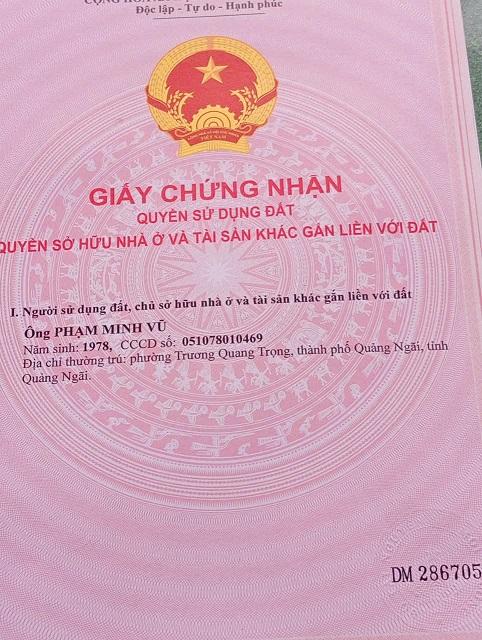 Độc lập - Tự do - Hạnh phúc
VIỆT NAM
GIẤY CHỨNG NHẬN
QUYỀN SỬ DỤNG ĐẤT
QUYỀN SỞ HỮU NHÀ Ở VÀ TÀI SẢN KHÁC GẮN LIỀN VỚI ĐẤT
I. Người sử dụng đất, chủ sở hữu nhà ở và tài sản khác gắn liền với đất
Ông PHẠM MINH VŨ
Năm sinh: 1978, CCCD số: 051078010469
Địa chỉ thường trú: phường Trương Quang Trọng, thành phố Quảng Ngãi, tỉnh
Quảng Ngãi.
DM 286705